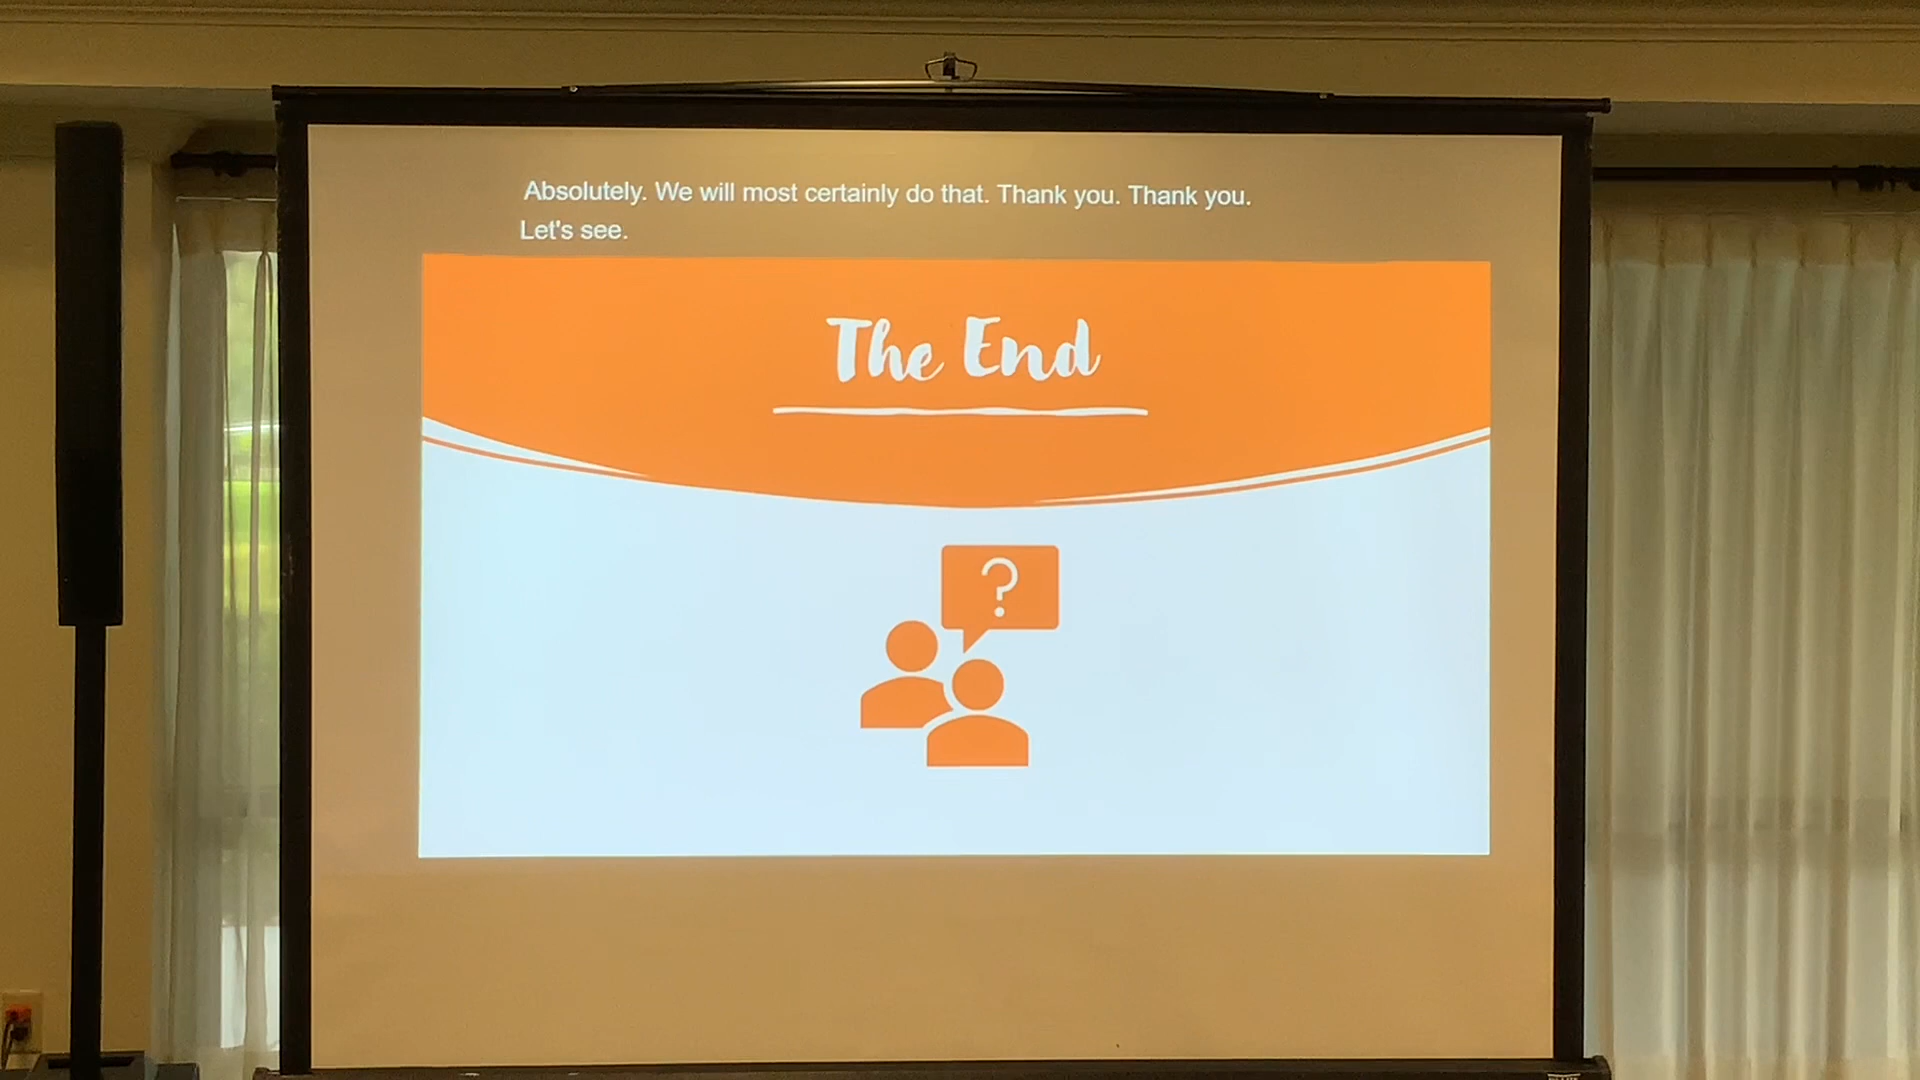 Absolutely. We will most certainly do that. Thank you. Thank you.
Let's see.
The End
?